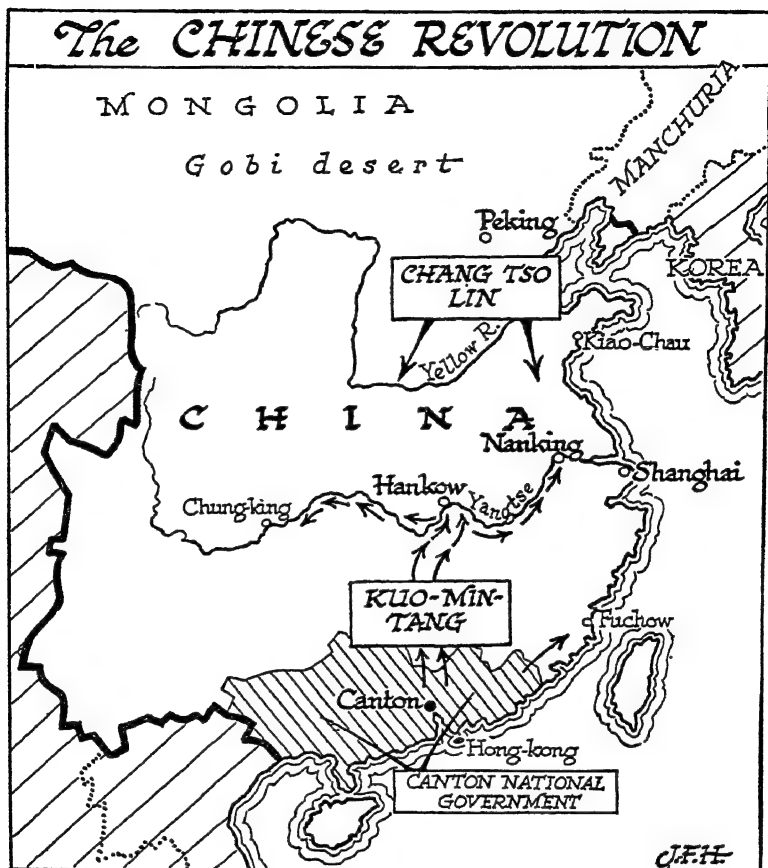 The CHINESE REVOLUTION
MONGOLIA
Gobi desert
MANCHURIA
Peking
KOREA
CHANG TSO
LIN
Yellow R.
Kiao-Chau
CHINA
Nanking
Shanghai
Hankow
Yangtse
Chung-king
KUO-MIN-
TANG
Fuchow
Canton
Hong-kong
CANTON NATIONAL
GOVERNMENT
J.F.H.